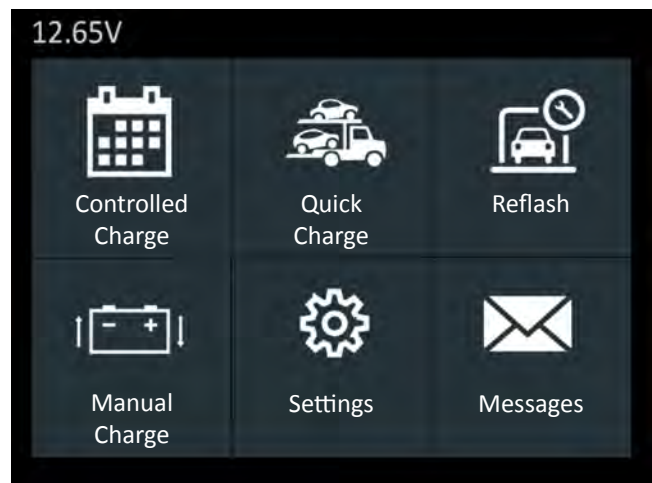 12.65V
Controlled
Charge
Quick
Charge
Reflash
Manual
Charge
Settings
Messages